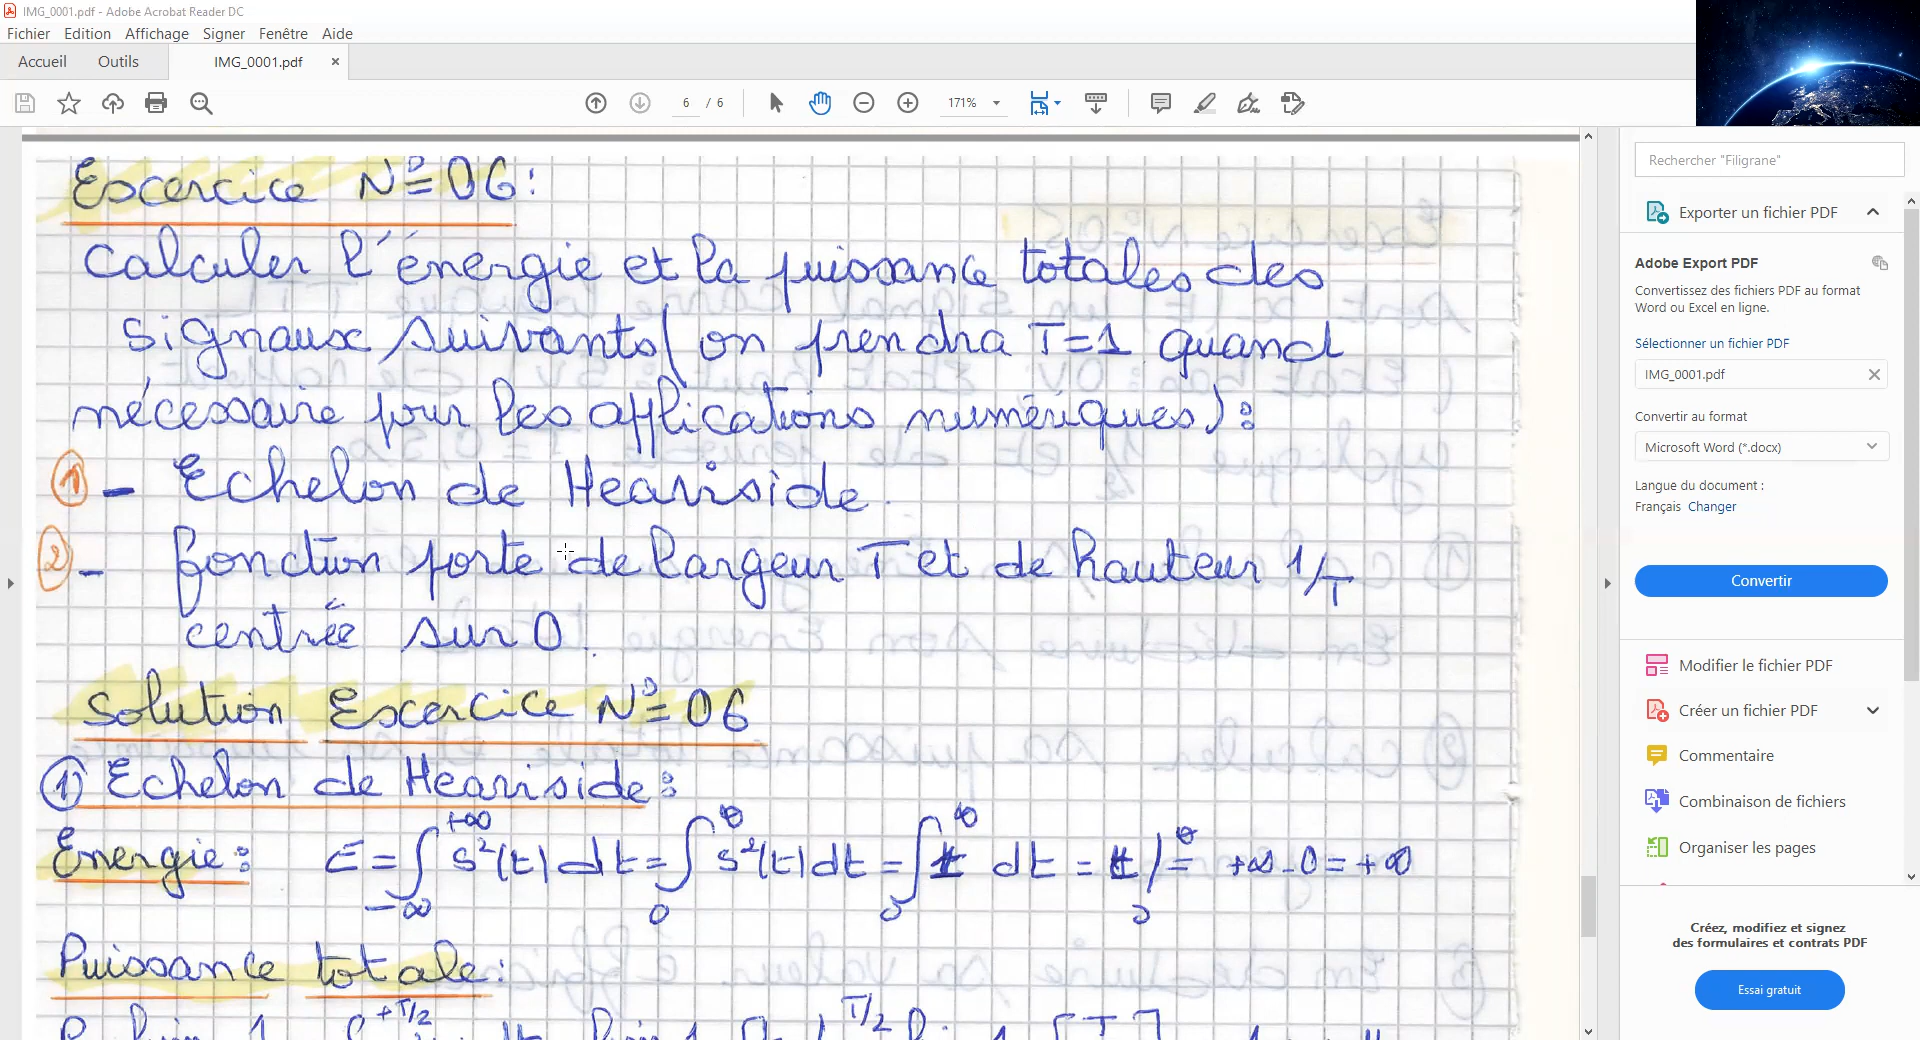 IMG_0001.pdf - Adobe Acrobat Reader DC
Fichier Edition Affichage Signer Fenêtre Aide
Accueil Outils IMG_0001.pdf ×
6 / 6 171%
Excercice N°=06:
Calculer l'énergie et la puissance totales des
signaux suivants( on prendra T=1 quand
nécessaire pour les applications numériques):
① - Echelon de Heaviside.
② - fonction porte de largeur T et de hauteur 1/T
centrée sur 0.
Solution Excercice N°=06
① Echelon de Heaviside:
Energie: E = ∫ s²(t) dt = ∫ s²(t) dt = ∫ 1 dt = t | = +∞ - 0 = +∞
Puissance totale:
Rechercher "Filigrane"
Exporter un fichier PDF
Adobe Export PDF
Convertissez des fichiers PDF au format
Word ou Excel en ligne.
Sélectionner un fichier PDF
IMG_0001.pdf
Convertir au format
Microsoft Word (*.docx)
Langue du document :
Français Changer
Convertir
Modifier le fichier PDF
Créer un fichier PDF
Commentaire
Combinaison de fichiers
Organiser les pages
Créez, modifiez et signez
des formulaires et contrats PDF
Essai gratuit